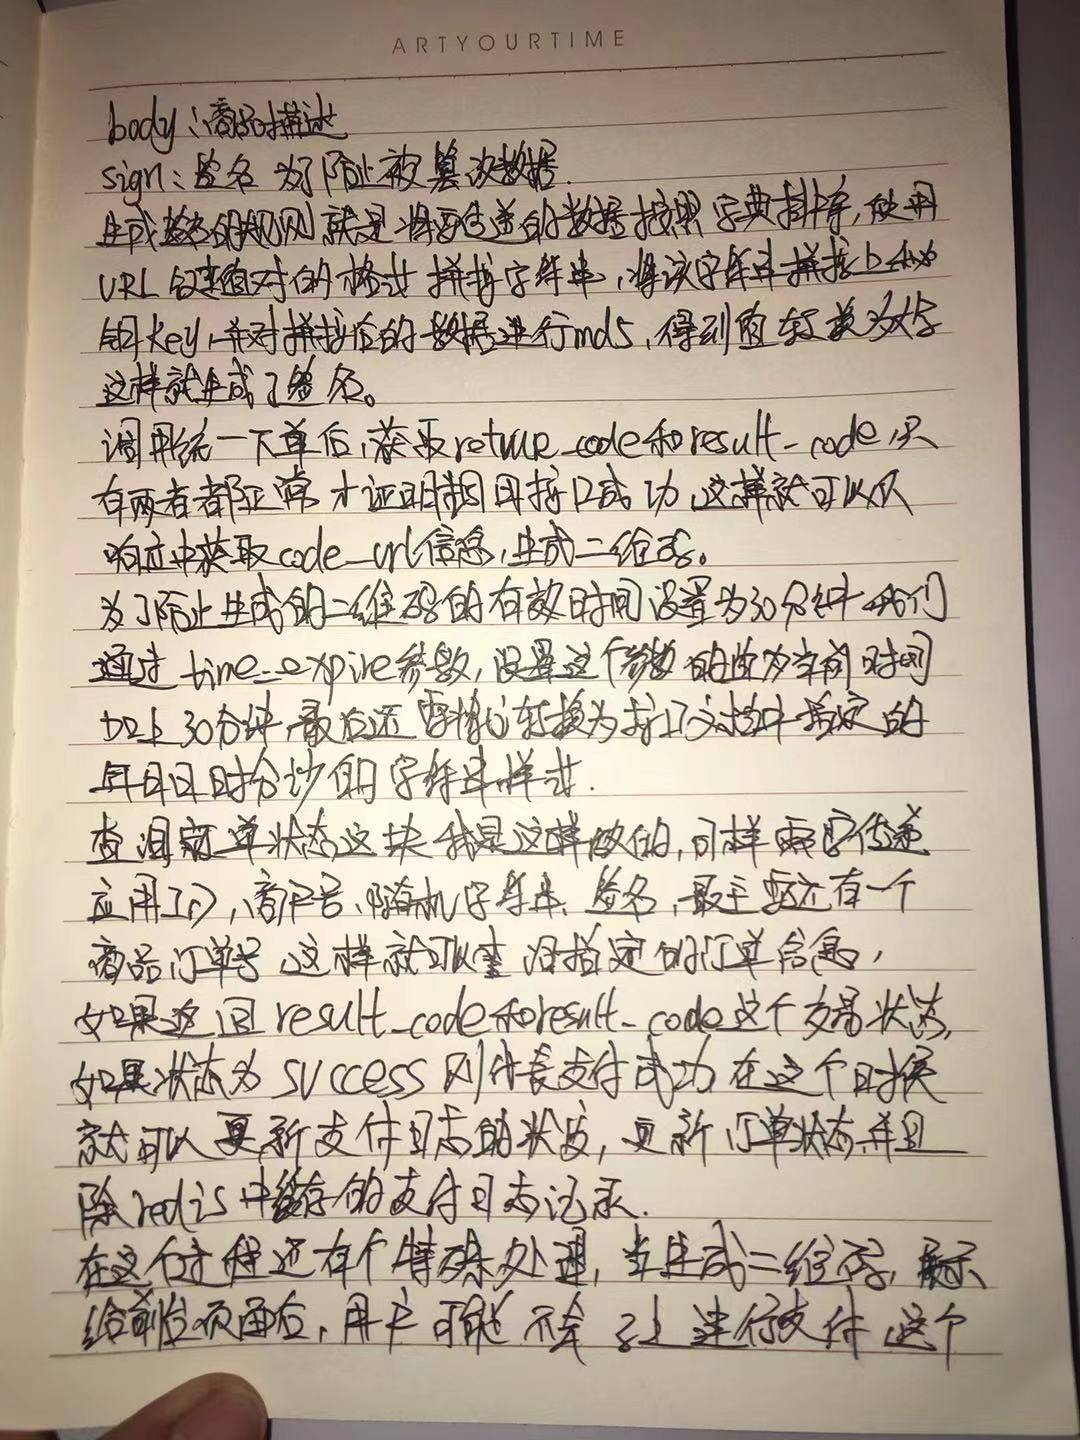 ARTYOURTIME
body:商品描述
sign:签名 为了防止被篡改数据.
生成签名的规则就是将要传递的数据按照字典排序,使用
URL键值对的格式拼接字符串,将该字符串拼接上私
钥key,并对拼接后的数据进行md5,得到值转换为大写
这样就生成了签名。
调用统一下单后,获取retrue_code和result_code,只
有两者都正常才证明调用接口成功,这样就可以从
响应中获取code_url信息,生成二维码。
为了防止生成的二维码的有效时间设置为30分钟我们
通过time_expire参数,设置这个参数的值为当前时间
加上30分钟,最后还需将它转换为接口文档中指定的
年月日时分秒的字符串样式.
查询订单状态这块我是这样做的,同样需要传递
应用ID,商户号,随机字符串,签名,最主要还有一个
商品订单号,这样就可以查询指定的订单信息,
如果返回result_code和result_code这个交易状态,
如果状态为success则代表支付成功 在这个时候
就可以更新支付日志的状态,更新订单状态并且
除redis中缓存的支付日志记录.
在这个过程还有个特殊处理,当生成二维码,展示
给前台页面后,用户可能不会马上进行支付,这个